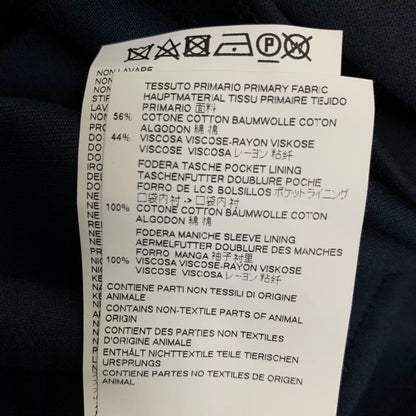 NON LAVARE
TESSUTO PRIMARIO PRIMARY FABRIC
HAUPTMATERIAL TISSU PRIMAIRE TEJIDO
PRIMARIO 面料
56% COTONE COTTON BAUMWOLLE COTON
ALGODON 綿 棉
44% VISCOSA VISCOSE-RAYON VISKOSE
VISCOSE VISCOSA レーヨン 粘纤
FODERA TASCHE POCKET LINING
TASCHENFUTTER DOUBLURE POCHE
FORRO DE LOS BOLSILLOS ポケットライニング
口袋内衬 -> 口袋内衬
100% COTONE COTTON BAUMWOLLE COTON
ALGODON 綿 棉
FODERA MANICHE SLEEVE LINING
AERMELFUTTER DOUBLURE DES MANCHES
FORRO MANGA 袖子衬里
100% VISCOSA VISCOSE-RAYON VISKOSE
VISCOSE VISCOSA レーヨン 粘纤
CONTIENE PARTI NON TESSILI DI ORIGINE
ANIMALE
CONTAINS NON-TEXTILE PARTS OF ANIMAL
ORIGIN
CONTIENT DES PARTIES NON TEXTILES
D'ORIGINE ANIMALE
ENTHÄLT NICHTTEXTILE TEILE TIERISCHEN
URSPRUNGS
CONTIENE PARTES NO TEXTILES DE ORIGEN
ANIMAL